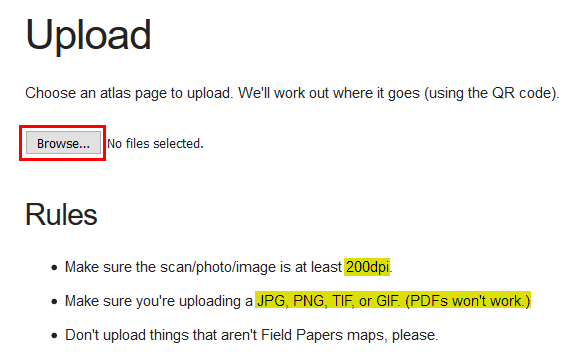 Upload
Choose an atlas page to upload. We'll work out where it goes (using the QR code).
Browse... No files selected.
Rules
• Make sure the scan/photo/image is at least 200dpi.
• Make sure you're uploading a JPG, PNG, TIF, or GIF. (PDFs won't work.)
• Don't upload things that aren't Field Papers maps, please.